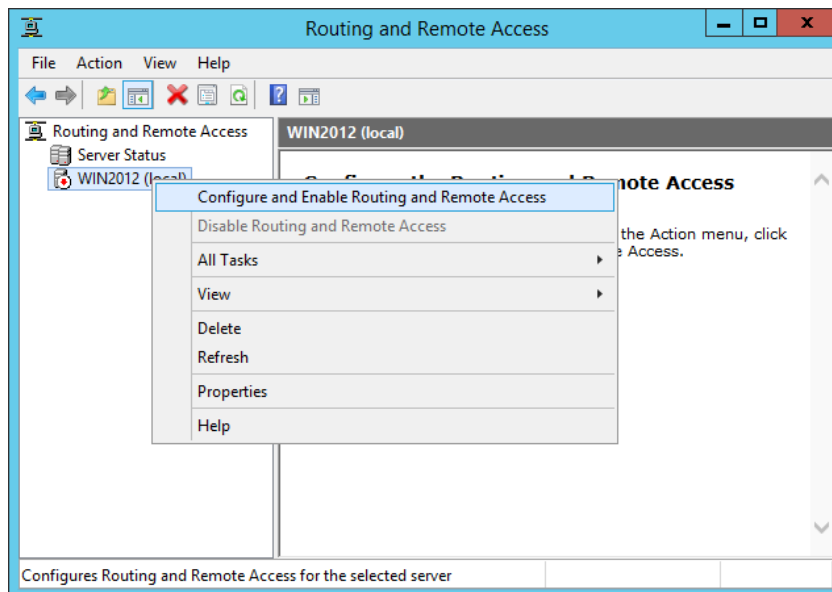 Routing and Remote Access
File Action View Help
Routing and Remote Access
Server Status
WIN2012 (local)
WIN2012 (local)
Remote Access
the Action menu, click
Access.
Configure and Enable Routing and Remote Access
Disable Routing and Remote Access
All Tasks
View
Delete
Refresh
Properties
Help
Configures Routing and Remote Access for the selected server